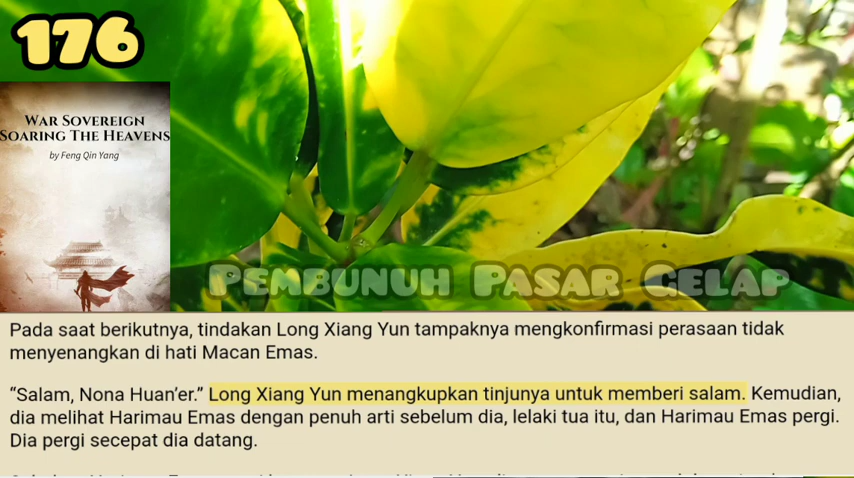 176
War Sovereign
Soaring The Heavens
by Feng Qin Yang
Pembunuh Pasar Gelap
Pada saat berikutnya, tindakan Long Xiang Yun tampaknya mengkonfirmasi perasaan tidak
menyenangkan di hati Macan Emas.
“Salam, Nona Huan’er.” Long Xiang Yun menangkupkan tinjunya untuk memberi salam. Kemudian,
dia melihat Harimau Emas dengan penuh arti sebelum dia, lelaki tua itu, dan Harimau Emas pergi.
Dia pergi secepat dia datang.